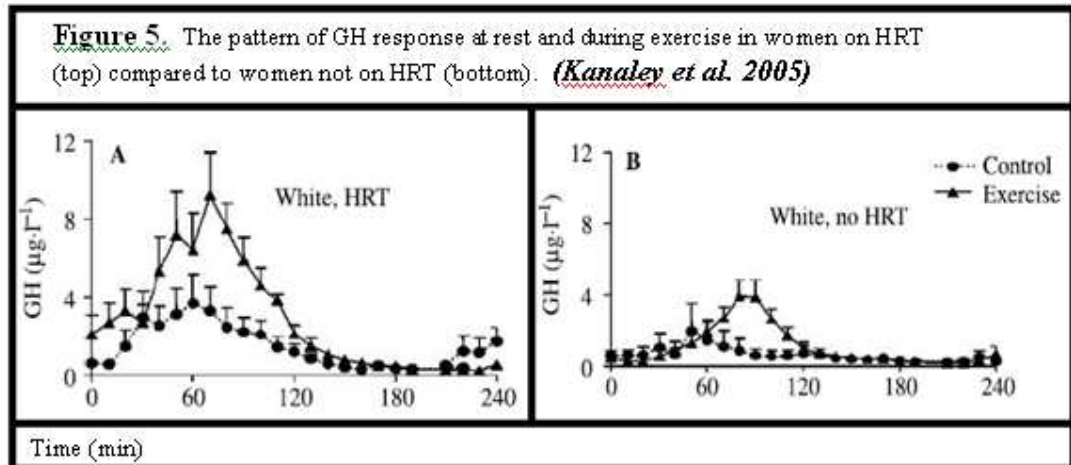 Figure 5. The pattern of GH response at rest and during exercise in women on HRT
(top) compared to women not on HRT (bottom). (Kanaley et al. 2005)
A
White, HRT
GH (µg·l⁻¹)
12
8
4
0
0 60 120 180 240
B
Control
Exercise
White, no HRT
GH (µg·l⁻¹)
12
8
4
0
0 60 120 180 240
Time (min)